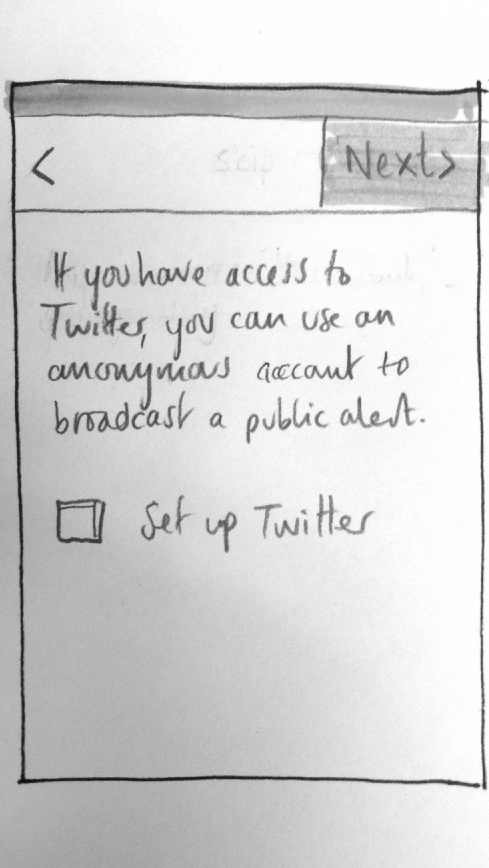 < Next>
If you have access to
Twitter, you can use an
anonymous account to
broadcast a public alert.
Set up Twitter